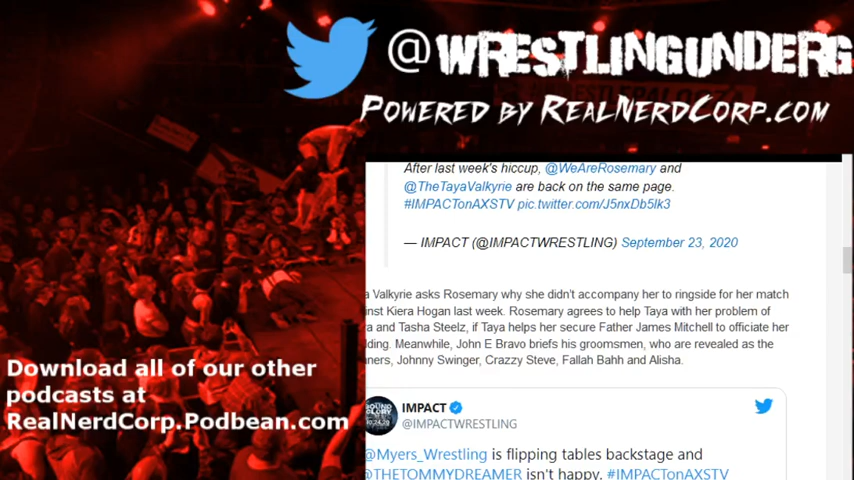 @WRESTLINGUNDERG
POWERED BY REALNERDCORP.COM
After last week's hiccup, @WeAreRosemary and
@TheTayaValkyrie are back on the same page.
#IMPACTonAXSTV pic.twitter.com/J5nxDb5lk3
— IMPACT (@IMPACTWRESTLING) September 23, 2020
a Valkyrie asks Rosemary why she didn't accompany her to ringside for her match
inst Kiera Hogan last week. Rosemary agrees to help Taya with her problem of
ra and Tasha Steelz, if Taya helps her secure Father James Mitchell to officiate her
dding. Meanwhile, John E Bravo briefs his groomsmen, who are revealed as the
ners, Johnny Swinger, Crazzy Steve, Fallah Bahh and Alisha.
Download all of our other
podcasts at
RealNerdCorp.Podbean.com
IMPACT
@IMPACTWRESTLING
@Myers_Wrestling is flipping tables backstage and
@THETOMMYDREAMER isn't happy. #IMPACTonAXSTV